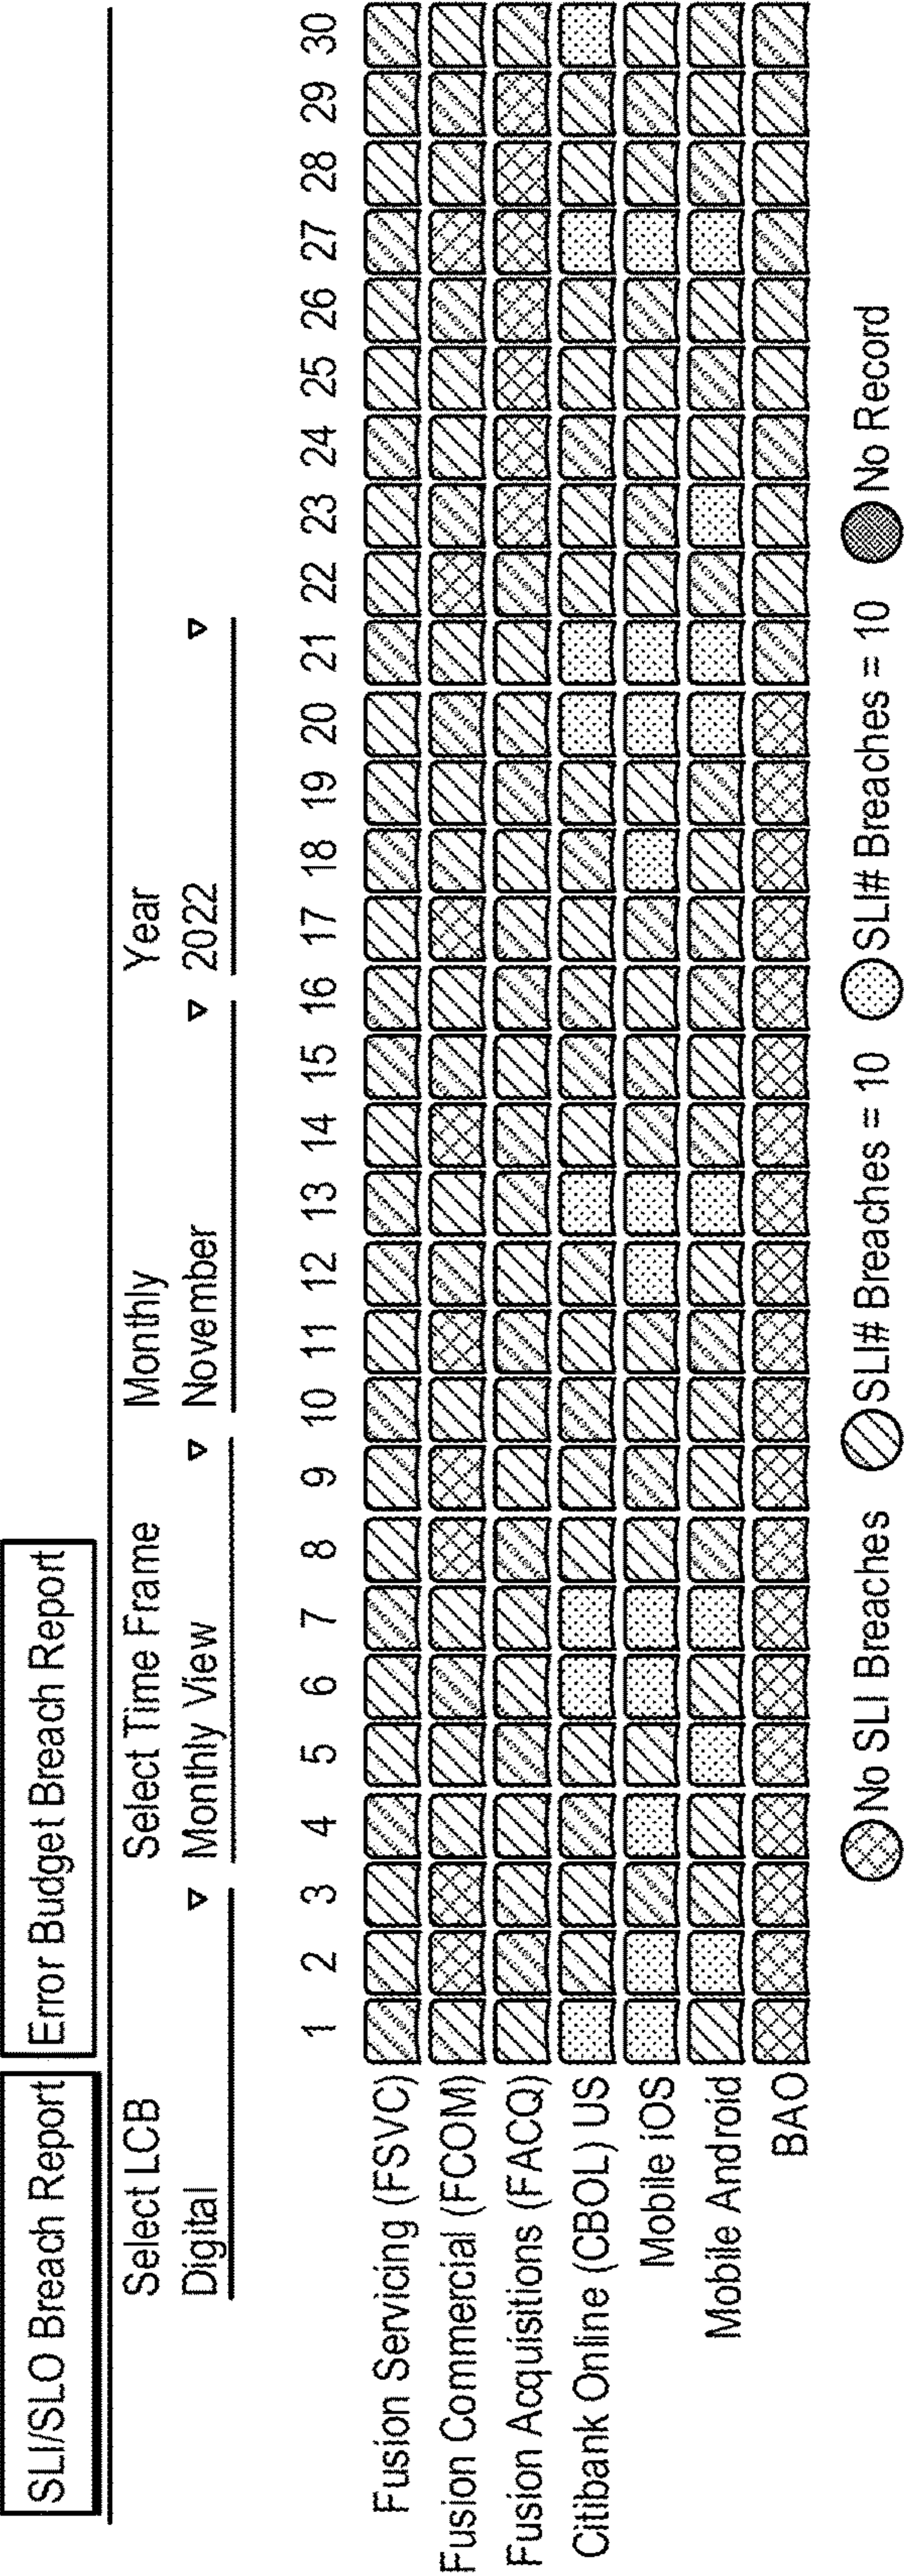 SLI/SLO Breach Report Error Budget Breach Report
Select LCB Select Time Frame Monthly Year
Digital Monthly View November 2022
1 2 3 4 5 6 7 8 9 10 11 12 13 14 15 16 17 18 19 20 21 22 23 24 25 26 27 28 29 30
Fusion Servicing (FSVC)
Fusion Commercial (FCOM)
Fusion Acquisitions (FACQ)
Citibank Online (CBOL) US
Mobile iOS
Mobile Android
BAO
No SLI Breaches SLI# Breaches = 10 SLI# Breaches = 10 No Record